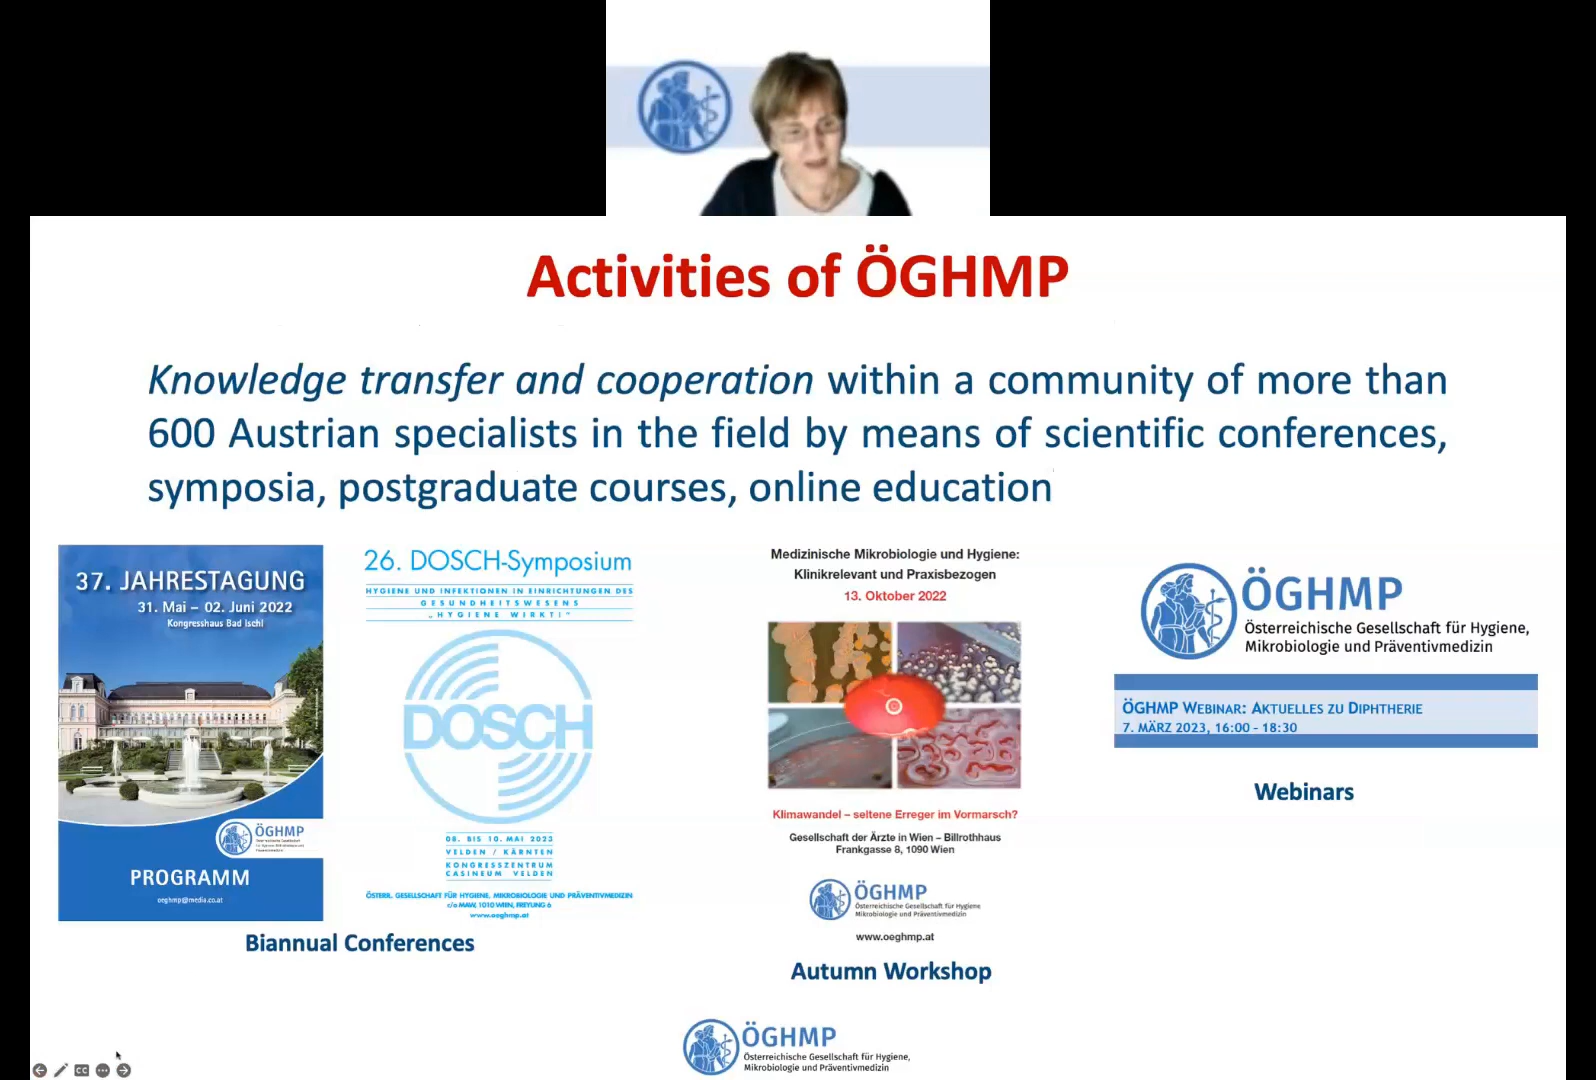 Activities of ÖGHMP
Knowledge transfer and cooperation within a community of more than
600 Austrian specialists in the field by means of scientific conferences,
symposia, postgraduate courses, online education
37. JAHRESTAGUNG
31. Mai – 02. Juni 2022
Kongresshaus Bad Ischl
ÖGHMP
PROGRAMM
oeghmp@media.co.at
26. DOSCH-Symposium
HYGIENE UND INFEKTIONEN IN EINRICHTUNGEN DES
GESUNDHEITSWESENS
„HYGIENE WIRKT!"
DOSCH
08. BIS 10. MAI 2023
VELDEN / KÄRNTEN
KONGRESSZENTRUM
CASINEUM VELDEN
ÖSTERR. GESELLSCHAFT FÜR HYGIENE, MIKROBIOLOGIE UND PRÄVENTIVMEDIZIN
c/o MAW, 1010 WIEN, FREYUNG 6
www.oeghmp.at
Biannual Conferences
Medizinische Mikrobiologie und Hygiene:
Klinikrelevant und Praxisbezogen
13. Oktober 2022
Klimawandel – seltene Erreger im Vormarsch?
Gesellschaft der Ärzte in Wien – Billrothhaus
Frankgasse 8, 1090 Wien
ÖGHMP
Österreichische Gesellschaft für Hygiene
Mikrobiologie und Präventivmedizin
www.oeghmp.at
Autumn Workshop
ÖGHMP
Österreichische Gesellschaft für Hygiene,
Mikrobiologie und Präventivmedizin
ÖGHMP WEBINAR: AKTUELLES ZU DIPHTHERIE
7. MÄRZ 2023, 16:00 - 18:30
Webinars
ÖGHMP
Österreichische Gesellschaft für Hygiene,
Mikrobiologie und Präventivmedizin
CC